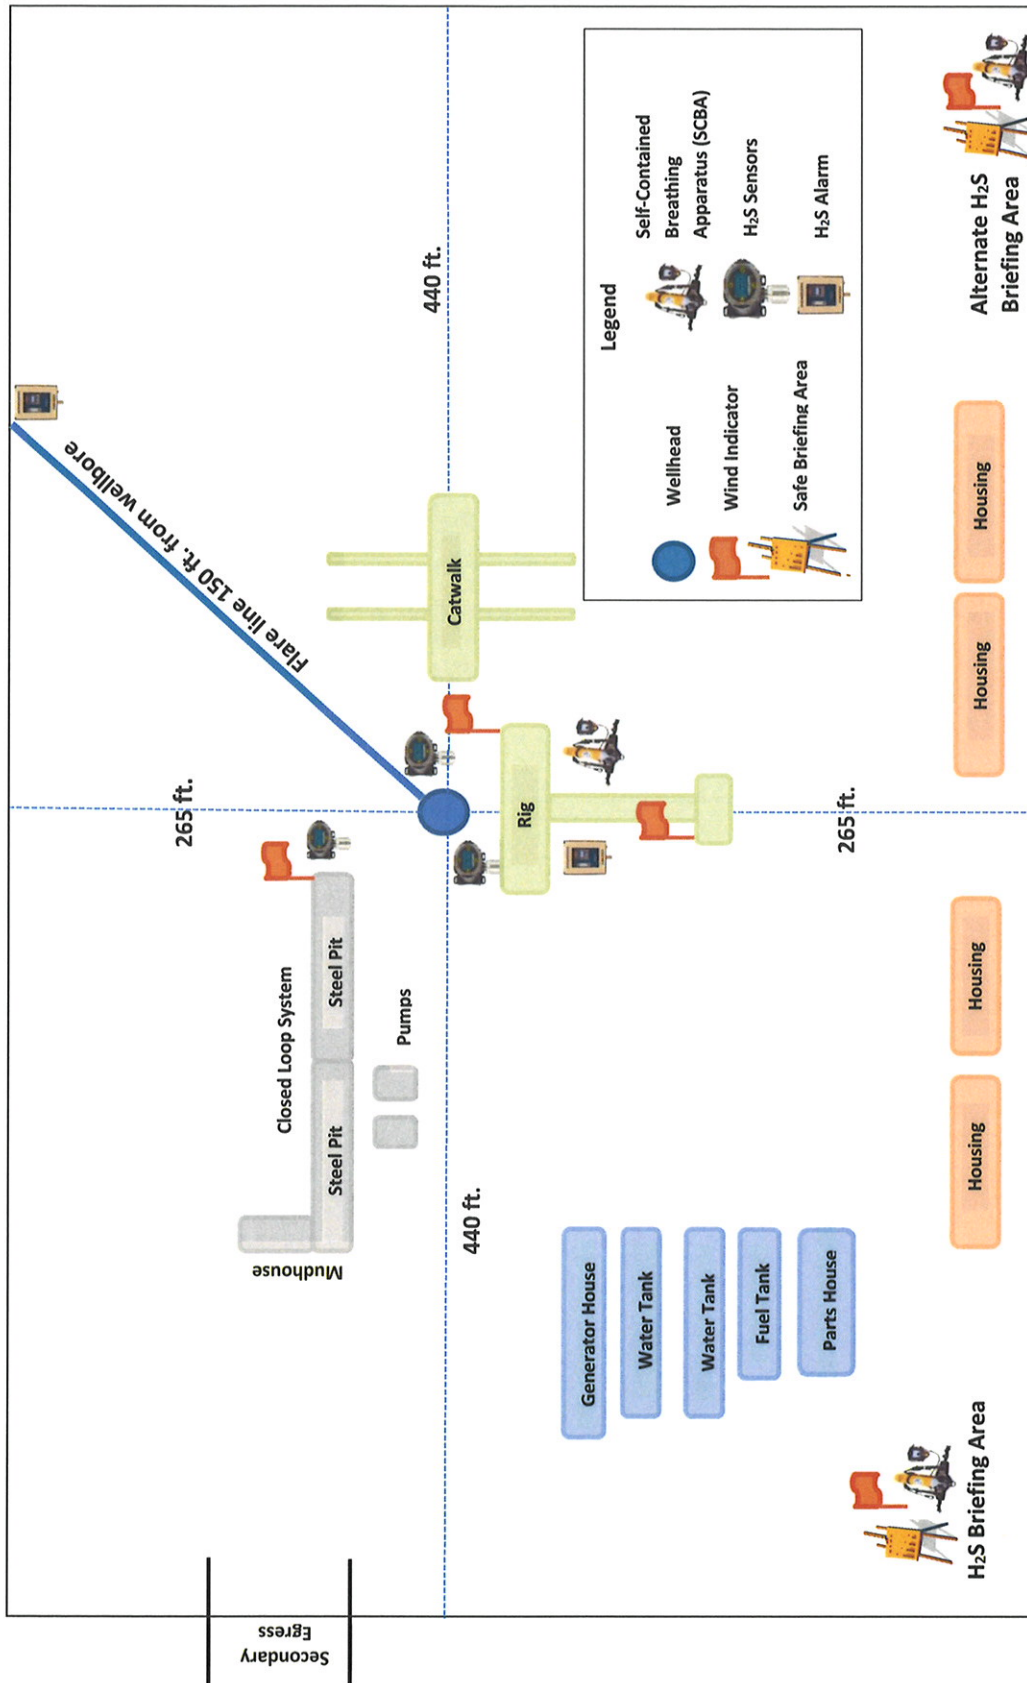 265 ft.
Flare line 150 ft. from wellbore
440 ft.
Closed Loop System
Steel Pit
Steel Pit
Mudhouse
Pumps
Secondary
Egress
440 ft.
Catwalk
Rig
265 ft.
Generator House
Water Tank
Water Tank
Fuel Tank
Parts House
H₂S Briefing Area
Housing
Housing
Housing
Housing
Alternate H₂S
Briefing Area
Legend
Wellhead
Wind Indicator
Safe Briefing Area
Self-Contained
Breathing
Apparatus (SCBA)
H₂S Sensors
H₂S Alarm